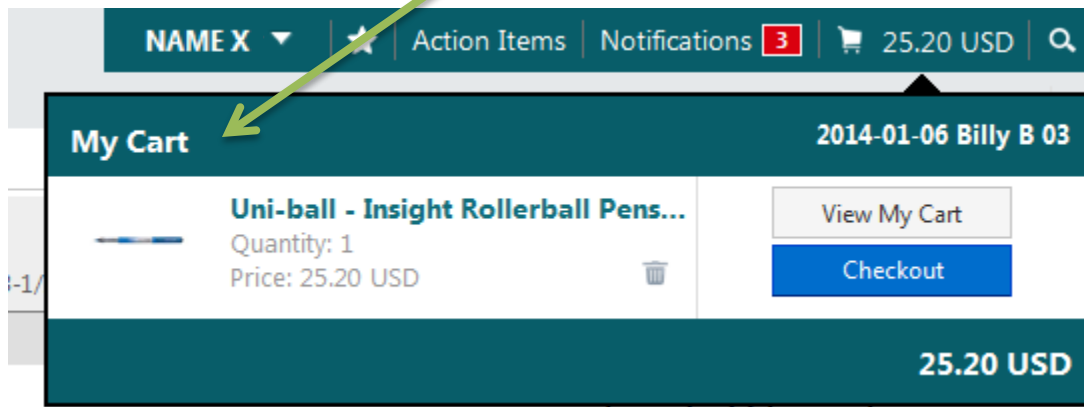 NAME X Action Items Notifications 3 25.20 USD
My Cart 2014-01-06 Billy B 03
Uni-ball - Insight Rollerball Pens...
Quantity: 1
Price: 25.20 USD
View My Cart
Checkout
-1/
25.20 USD